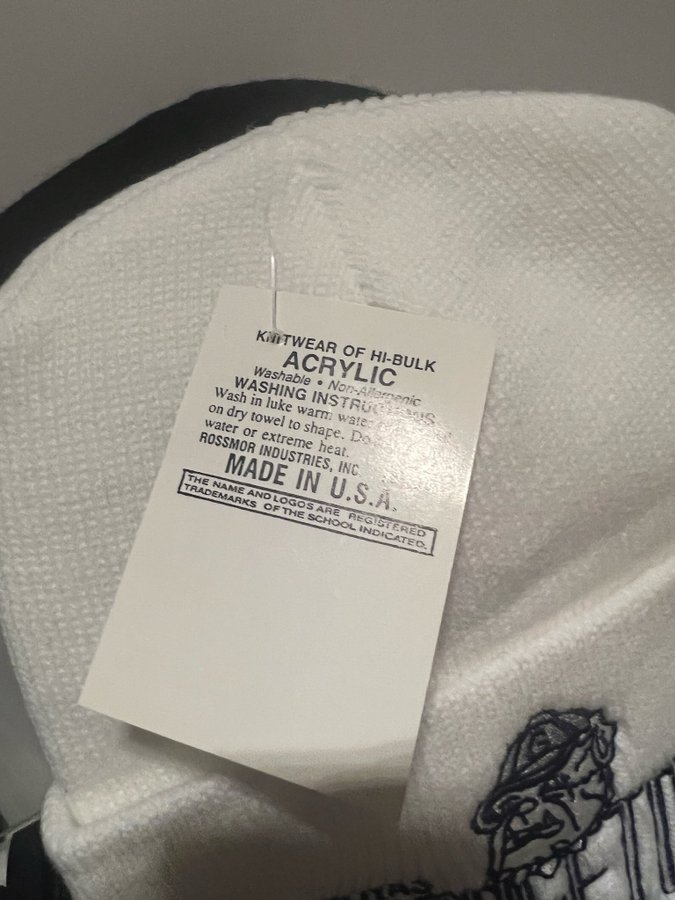 KNITWEAR OF HI-BULK
ACRYLIC
Washable • Non-Allergenic
WASHING INSTRUCTIONS
Wash in luke warm water
on dry towel to shape. Do
water or extreme heat.
ROSSMOR INDUSTRIES, INC.
MADE IN U.S.A.
THE NAME AND LOGOS ARE REGISTERED
TRADEMARKS OF THE SCHOOL INDICATED.